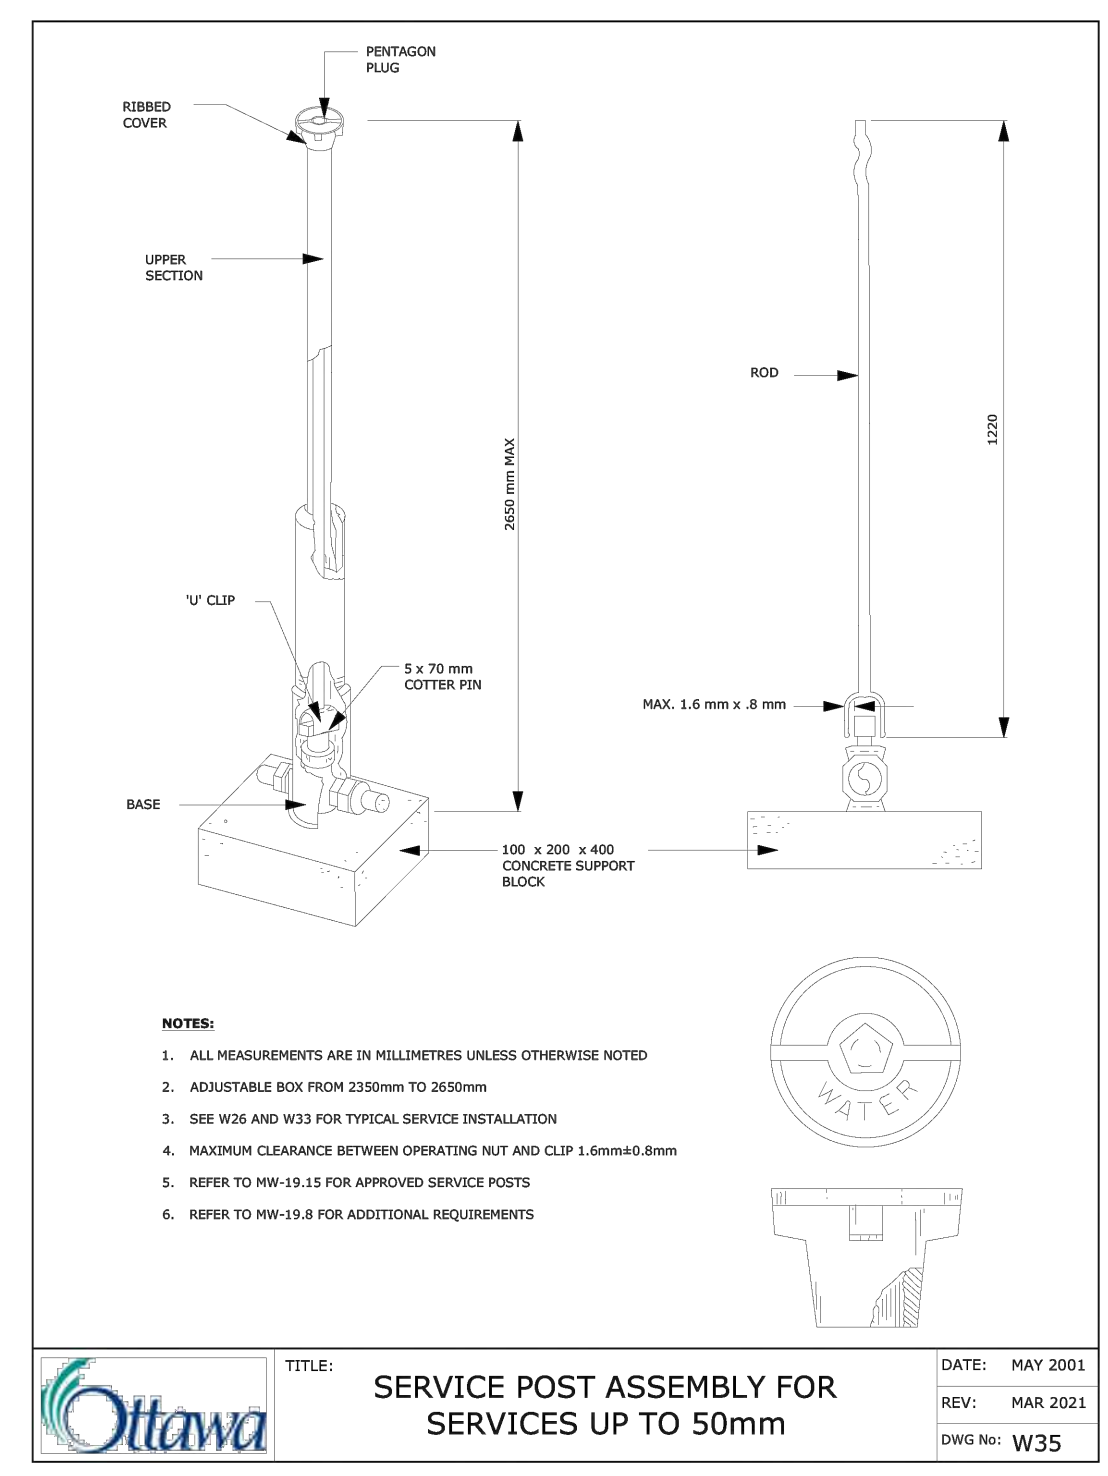 PENTAGON
PLUG
RIBBED
COVER
UPPER
SECTION
ROD
2650 mm MAX
1220
'U' CLIP
5 x 70 mm
COTTER PIN
MAX. 1.6 mm x .8 mm
BASE
100 x 200 x 400
CONCRETE SUPPORT
BLOCK
WATER
NOTES:
1. ALL MEASUREMENTS ARE IN MILLIMETRES UNLESS OTHERWISE NOTED
2. ADJUSTABLE BOX FROM 2350mm TO 2650mm
3. SEE W26 AND W33 FOR TYPICAL SERVICE INSTALLATION
4. MAXIMUM CLEARANCE BETWEEN OPERATING NUT AND CLIP 1.6mm±0.8mm
5. REFER TO MW-19.15 FOR APPROVED SERVICE POSTS
6. REFER TO MW-19.8 FOR ADDITIONAL REQUIREMENTS
Ottawa
TITLE:
SERVICE POST ASSEMBLY FOR
SERVICES UP TO 50mm
DATE: MAY 2001
REV: MAR 2021
DWG No: W35